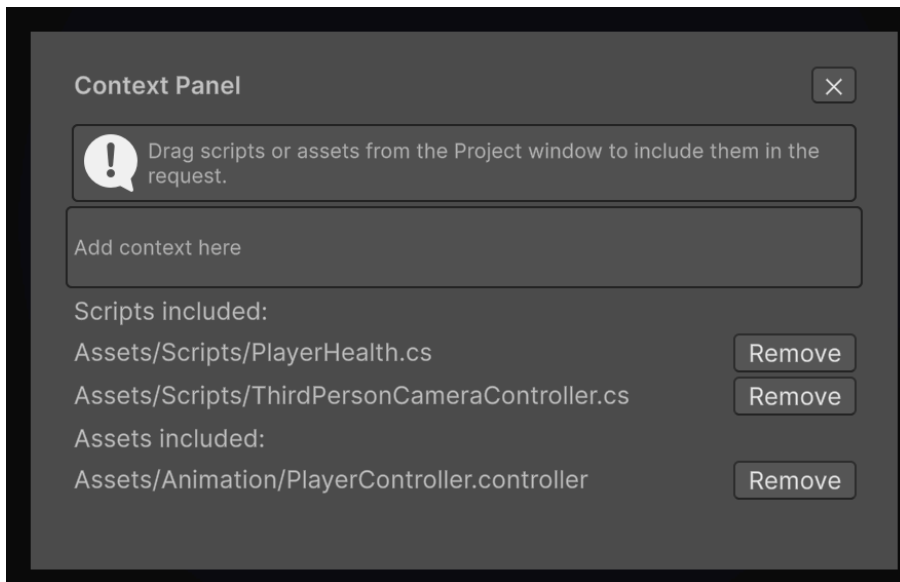 Context Panel
Drag scripts or assets from the Project window to include them in the
request.
Add context here
Scripts included:
Assets/Scripts/PlayerHealth.cs Remove
Assets/Scripts/ThirdPersonCameraController.cs Remove
Assets included:
Assets/Animation/PlayerController.controller Remove